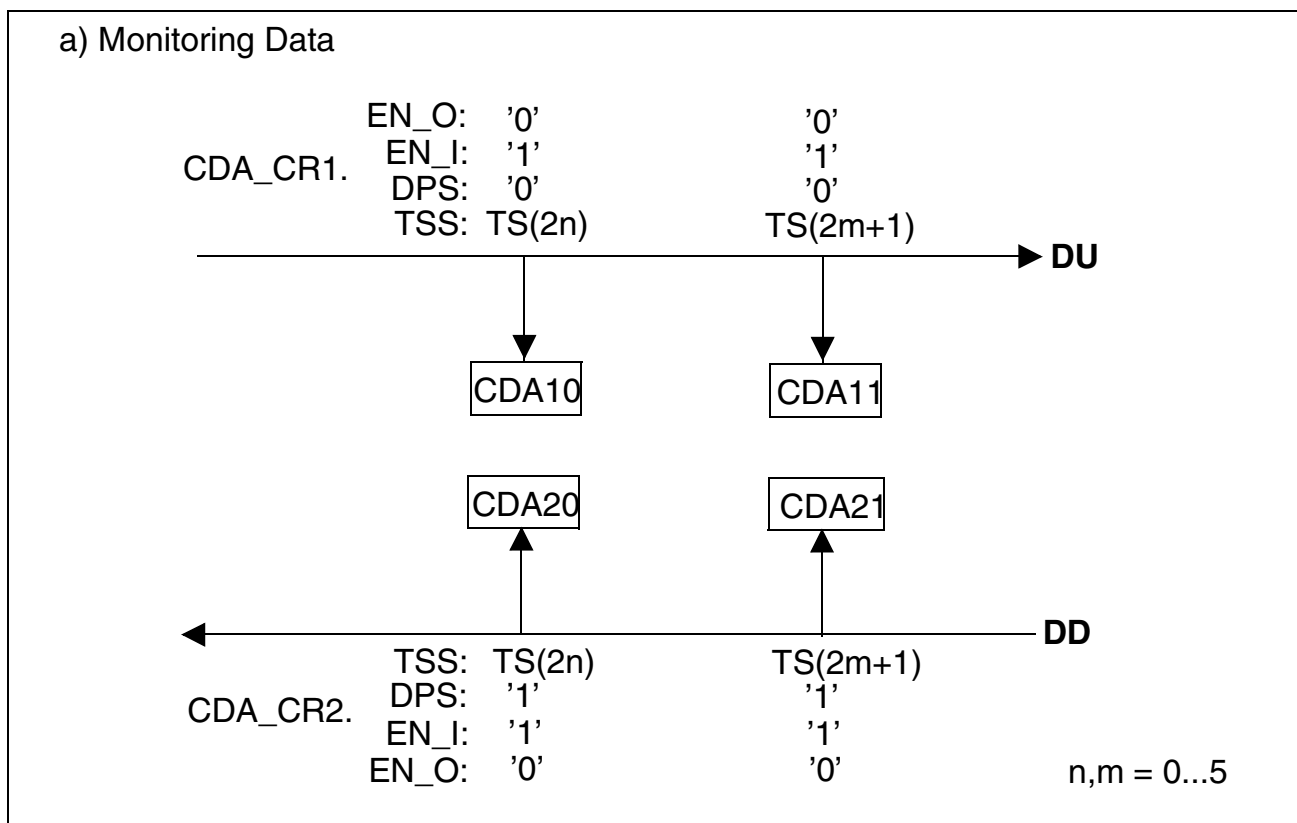 a) Monitoring Data
EN_O: '0' '0'
EN_I: '1' '1'
CDA_CR1.
DPS: '0' '0'
TSS: TS(2n) TS(2m+1)
DU
CDA10 CDA11
CDA20 CDA21
DD
TSS: TS(2n) TS(2m+1)
DPS: '1' '1'
CDA_CR2.
EN_I: '1' '1'
EN_O: '0' '0' n,m = 0...5